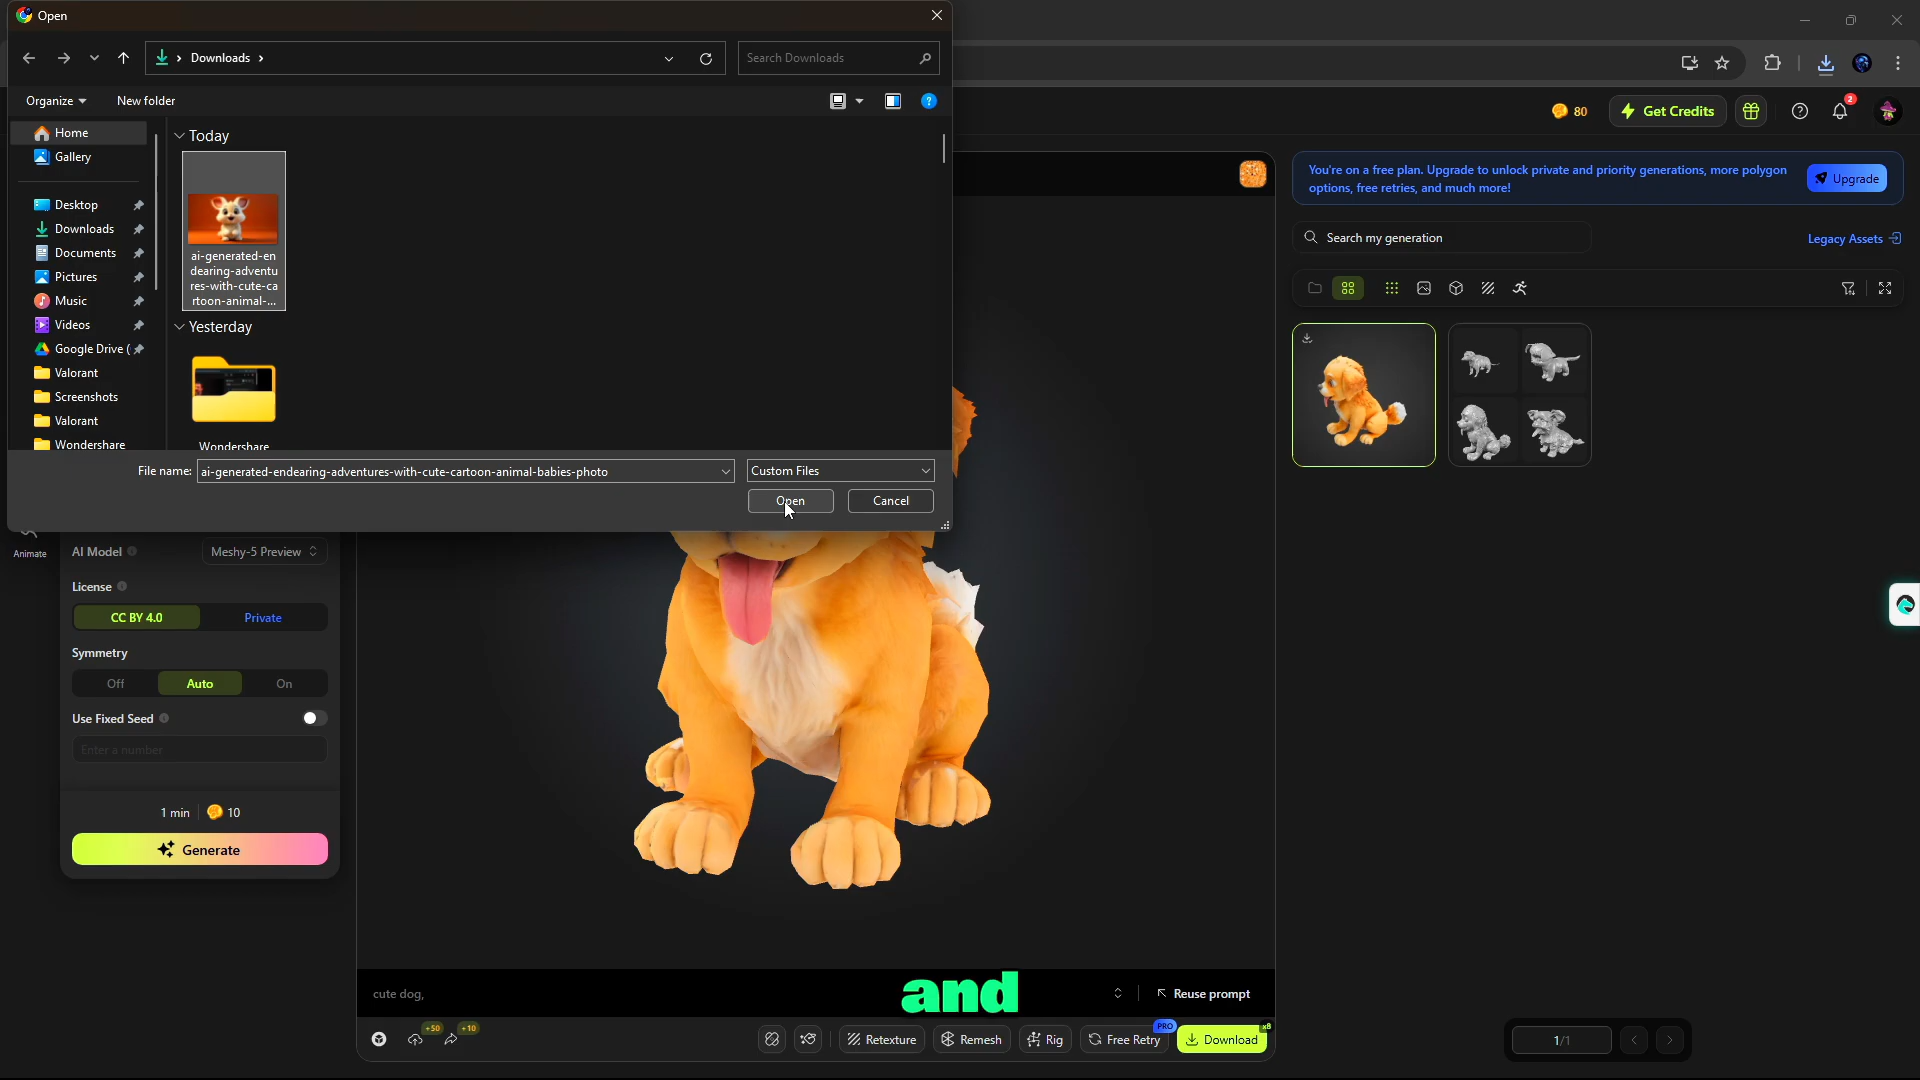 Open
Downloads
Search Downloads
Organize
New folder
Home
Gallery
Desktop
Downloads
Documents
Pictures
Music
Videos
Google Drive (
Valorant
Screenshots
Valorant
Wondershare
Today
ai-generated-en
dearing-adventu
res-with-cute-ca
rtoon-animal-...
Yesterday
Wondershare
File name:
ai-generated-endearing-adventures-with-cute-cartoon-animal-babies-photo
Custom Files
Open
Cancel
80
Get Credits
2
You're on a free plan. Upgrade to unlock private and priority generations, more polygon
options, free retries, and much more!
Upgrade
Search my generation
Legacy Assets
Animate
AI Model
Meshy-5 Preview
License
CC BY 4.0
Private
Symmetry
Off
Auto
On
Use Fixed Seed
Enter a number
1 min
10
Generate
cute dog,
and
Reuse prompt
+50
+10
Retexture
Remesh
Rig
Free Retry
PRO
Download
x8
1/1